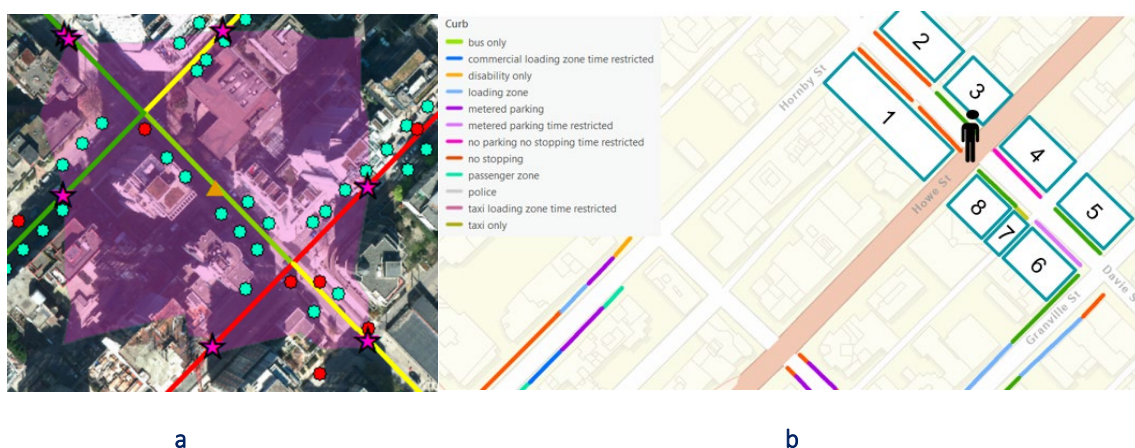 Curb
bus only
commercial loading zone time restricted
disability only
loading zone
metered parking
metered parking time restricted
no parking no stopping time restricted
no stopping
passenger zone
police
taxi loading zone time restricted
taxi only
Hornby St
Howe St
Granville St
Davie S
1
2
3
4
5
6
7
8
a
b